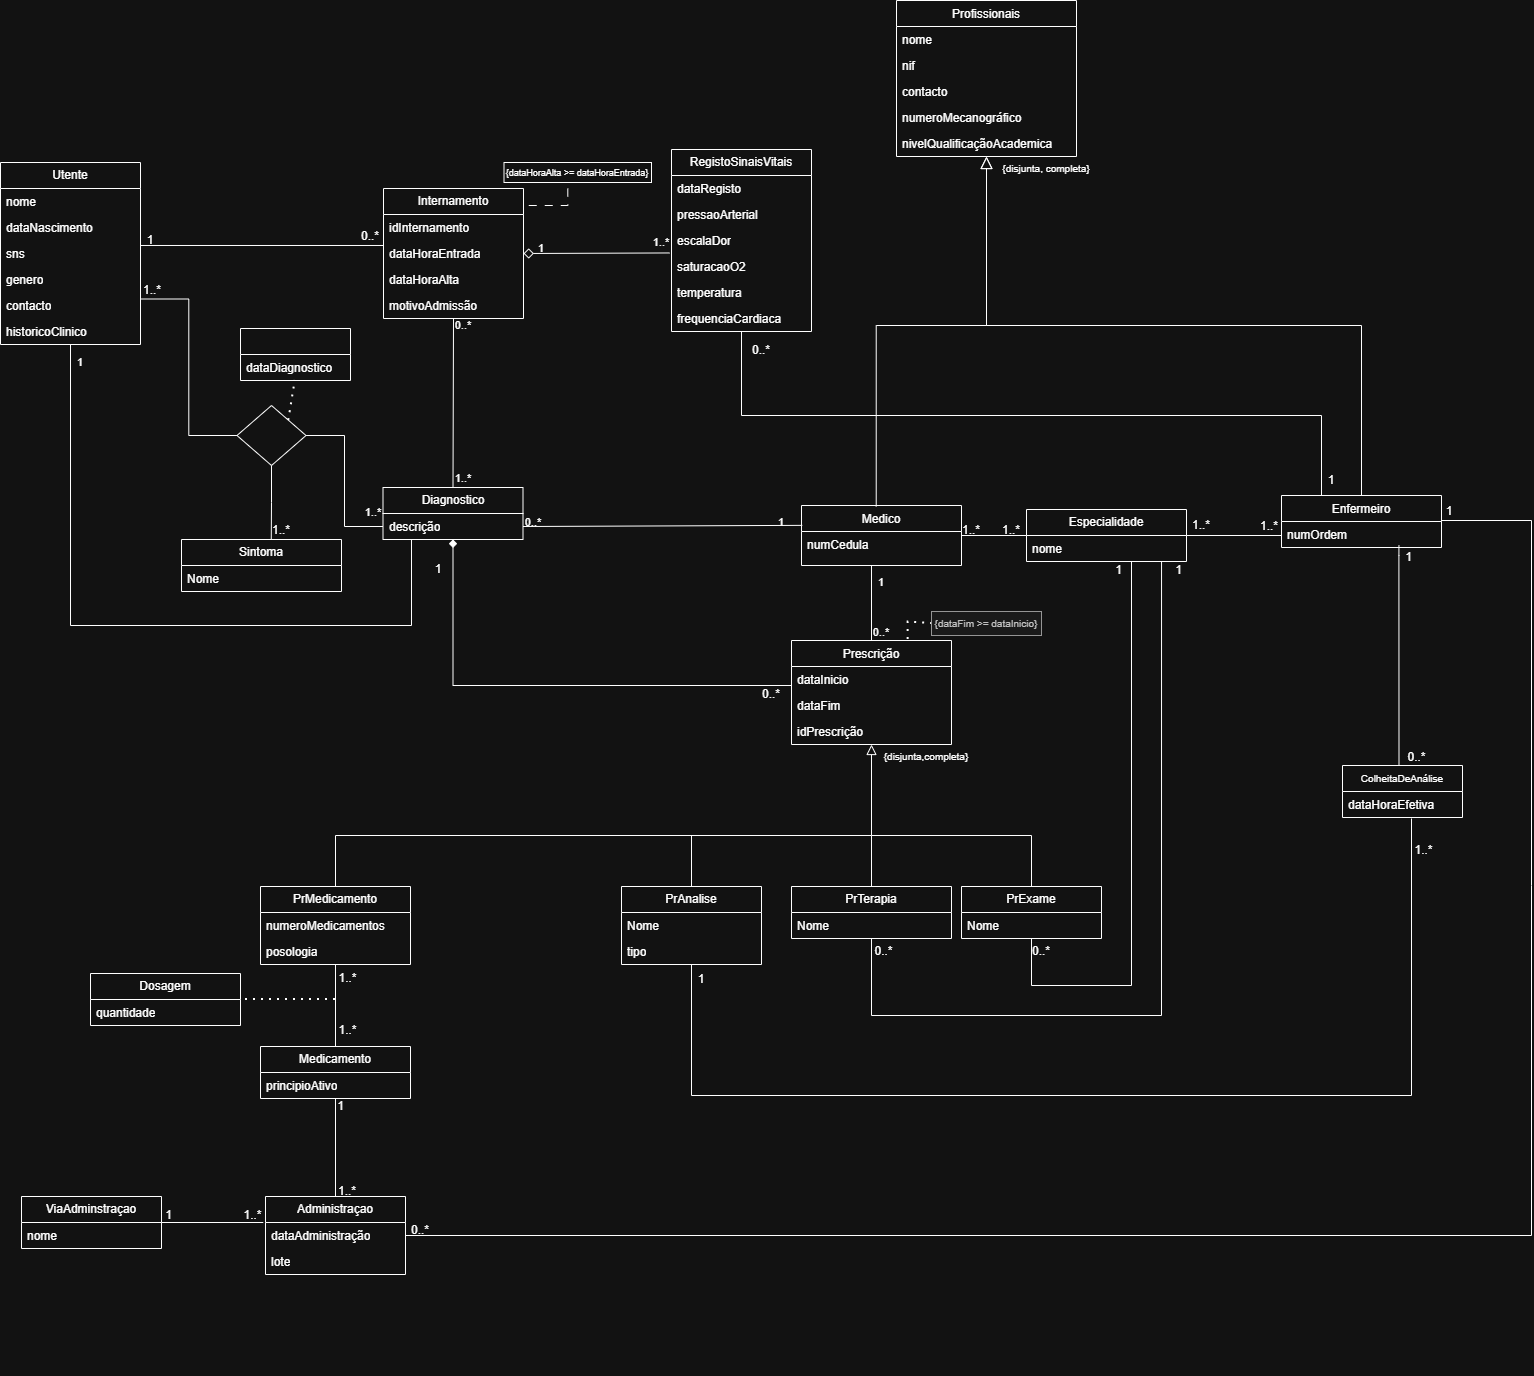 Profissionais
nome
nif
contacto
numeroMecanográfico
nivelQualificaçãoAcademica
{disjunta, completa}
Utente
nome
dataNascimento
sns
genero
contacto
historicoClinico
1
0..*
1..*
1
{dataHoraAlta >= dataHoraEntrada}
Internamento
idInternamento
dataHoraEntrada
dataHoraAlta
motivoAdmissão
1
1..*
0..*
RegistoSinaisVitais
dataRegisto
pressaoArterial
escalaDor
saturacaoO2
temperatura
frequenciaCardiaca
0..*
dataDiagnostico
1..*
1..*
1..*
Sintoma
Nome
Diagnostico
descrição
0..*
1
1
Medico
numCedula
1..*
1..*
1
Especialidade
nome
1..*
1..*
1
1
1
Enfermeiro
numOrdem
1
1
0..*
{dataFim >= dataInicio}
Prescrição
dataInicio
dataFim
idPrescrição
0..*
{disjunta,completa}
0..*
ColheitaDeAnálise
dataHoraEfetiva
1..*
PrMedicamento
numeroMedicamentos
posologia
PrAnalise
Nome
tipo
PrTerapia
Nome
PrExame
Nome
0..*
0..*
1
1..*
Dosagem
quantidade
1..*
Medicamento
principioAtivo
1
1..*
ViaAdminstraçao
nome
1
1..*
Administraçao
dataAdministração
lote
0..*